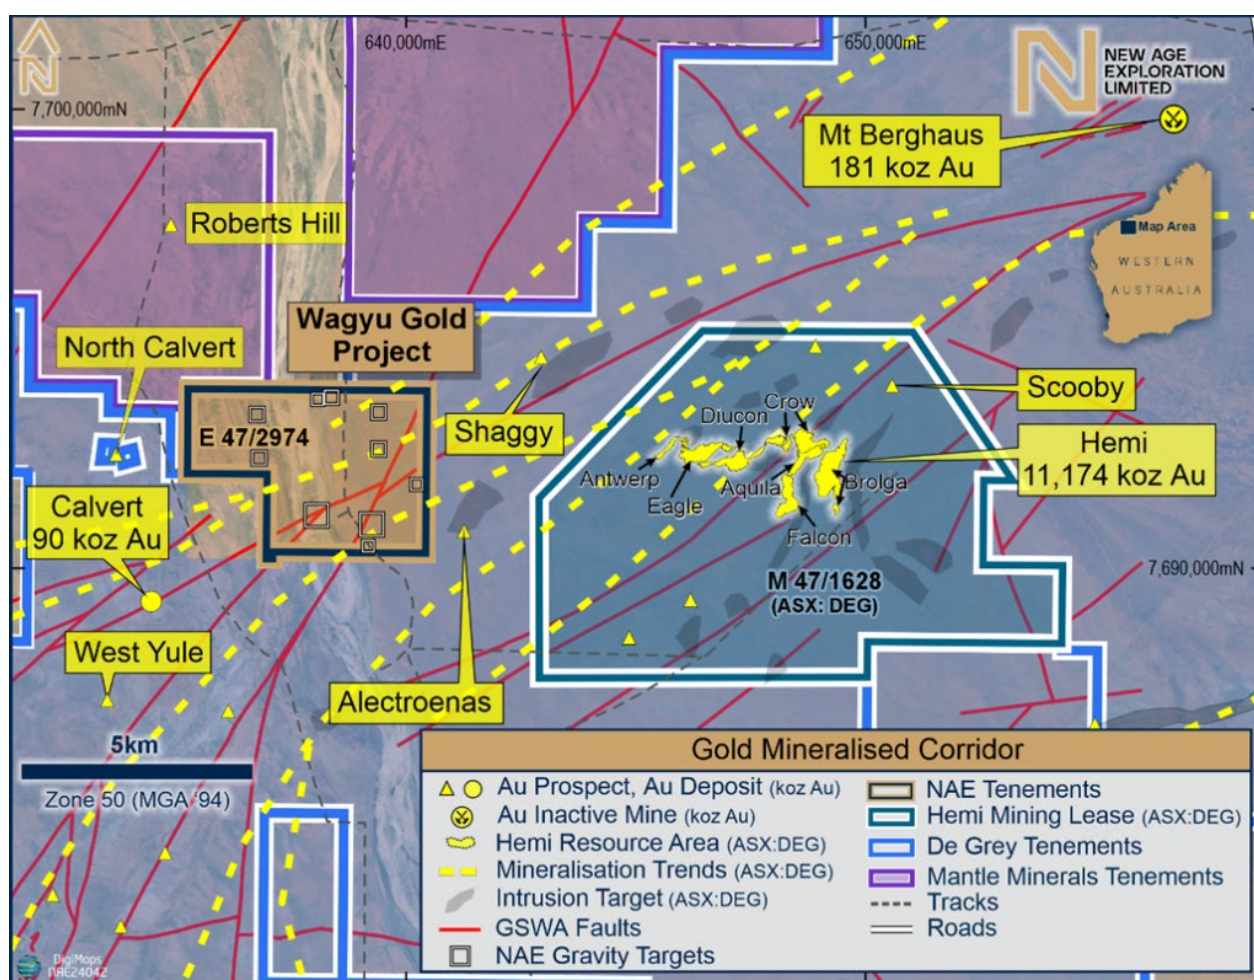 640,000mE
650,000mE
N
7,700,000mN
N
NEW AGE
EXPLORATION
LIMITED
Mt Berghaus
181 koz Au
Roberts Hill
Map Area
WESTERN
AUSTRALIA
Wagyu Gold
Project
North Calvert
Shaggy
Scooby
E 47/2974
Crow
Diucon
Hemi
11,174 koz Au
Antwerp
Eagle
Aquila
Brolga
Falcon
Calvert
90 koz Au
7,690,000mN
M 47/1628
(ASX: DEG)
West Yule
Alectroenas
5km
Zone 50 (MGA '94)
Gold Mineralised Corridor
Au Prospect, Au Deposit (koz Au)
Au Inactive Mine (koz Au)
Hemi Resource Area (ASX:DEG)
Mineralisation Trends (ASX:DEG)
Intrusion Target (ASX:DEG)
GSWA Faults
NAE Gravity Targets
NAE Tenements
Hemi Mining Lease (ASX:DEG)
De Grey Tenements
Mantle Minerals Tenements
Tracks
Roads
DigiMaps
NAE24042